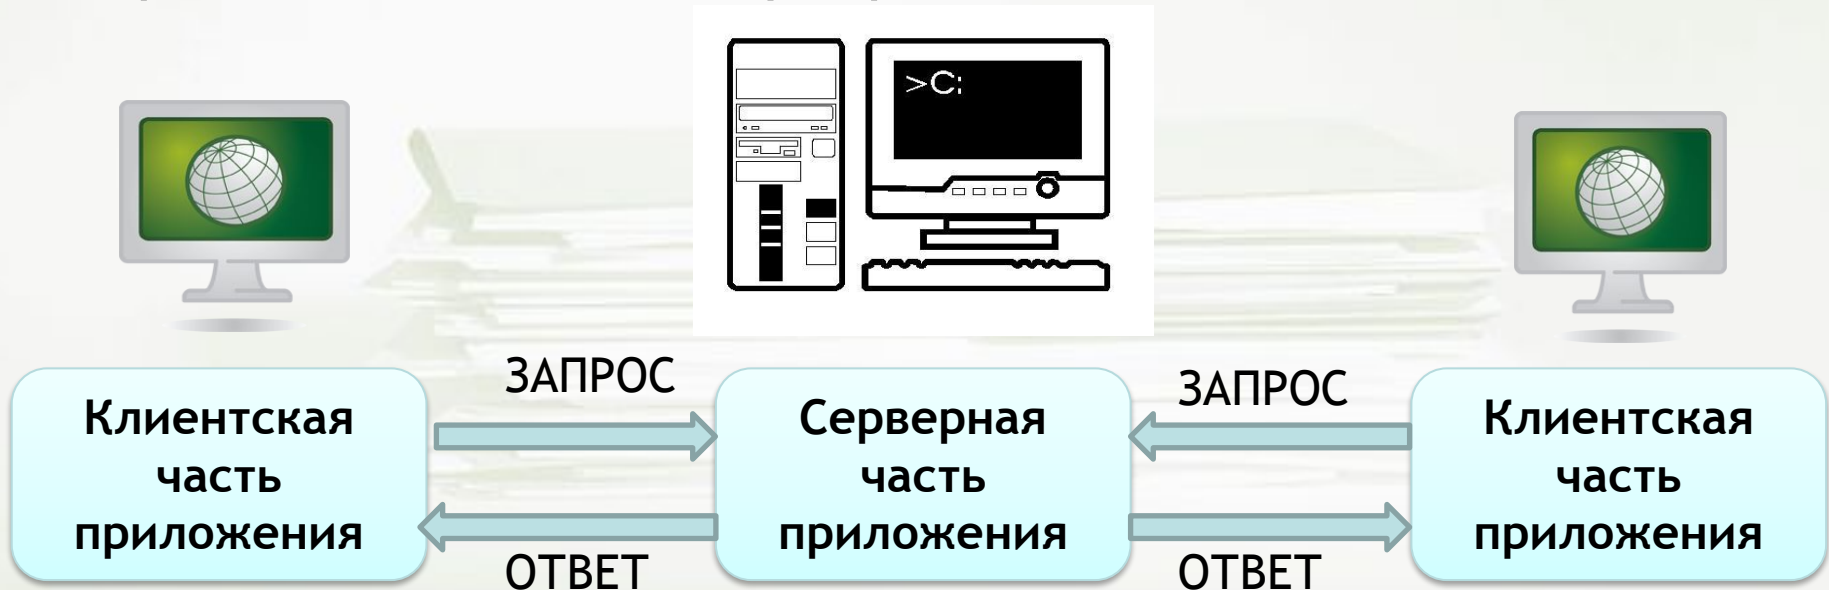 >C:
ЗАПРОС
ЗАПРОС
Клиентская
часть
приложения
Серверная
часть
приложения
Клиентская
часть
приложения
ОТВЕТ
ОТВЕТ